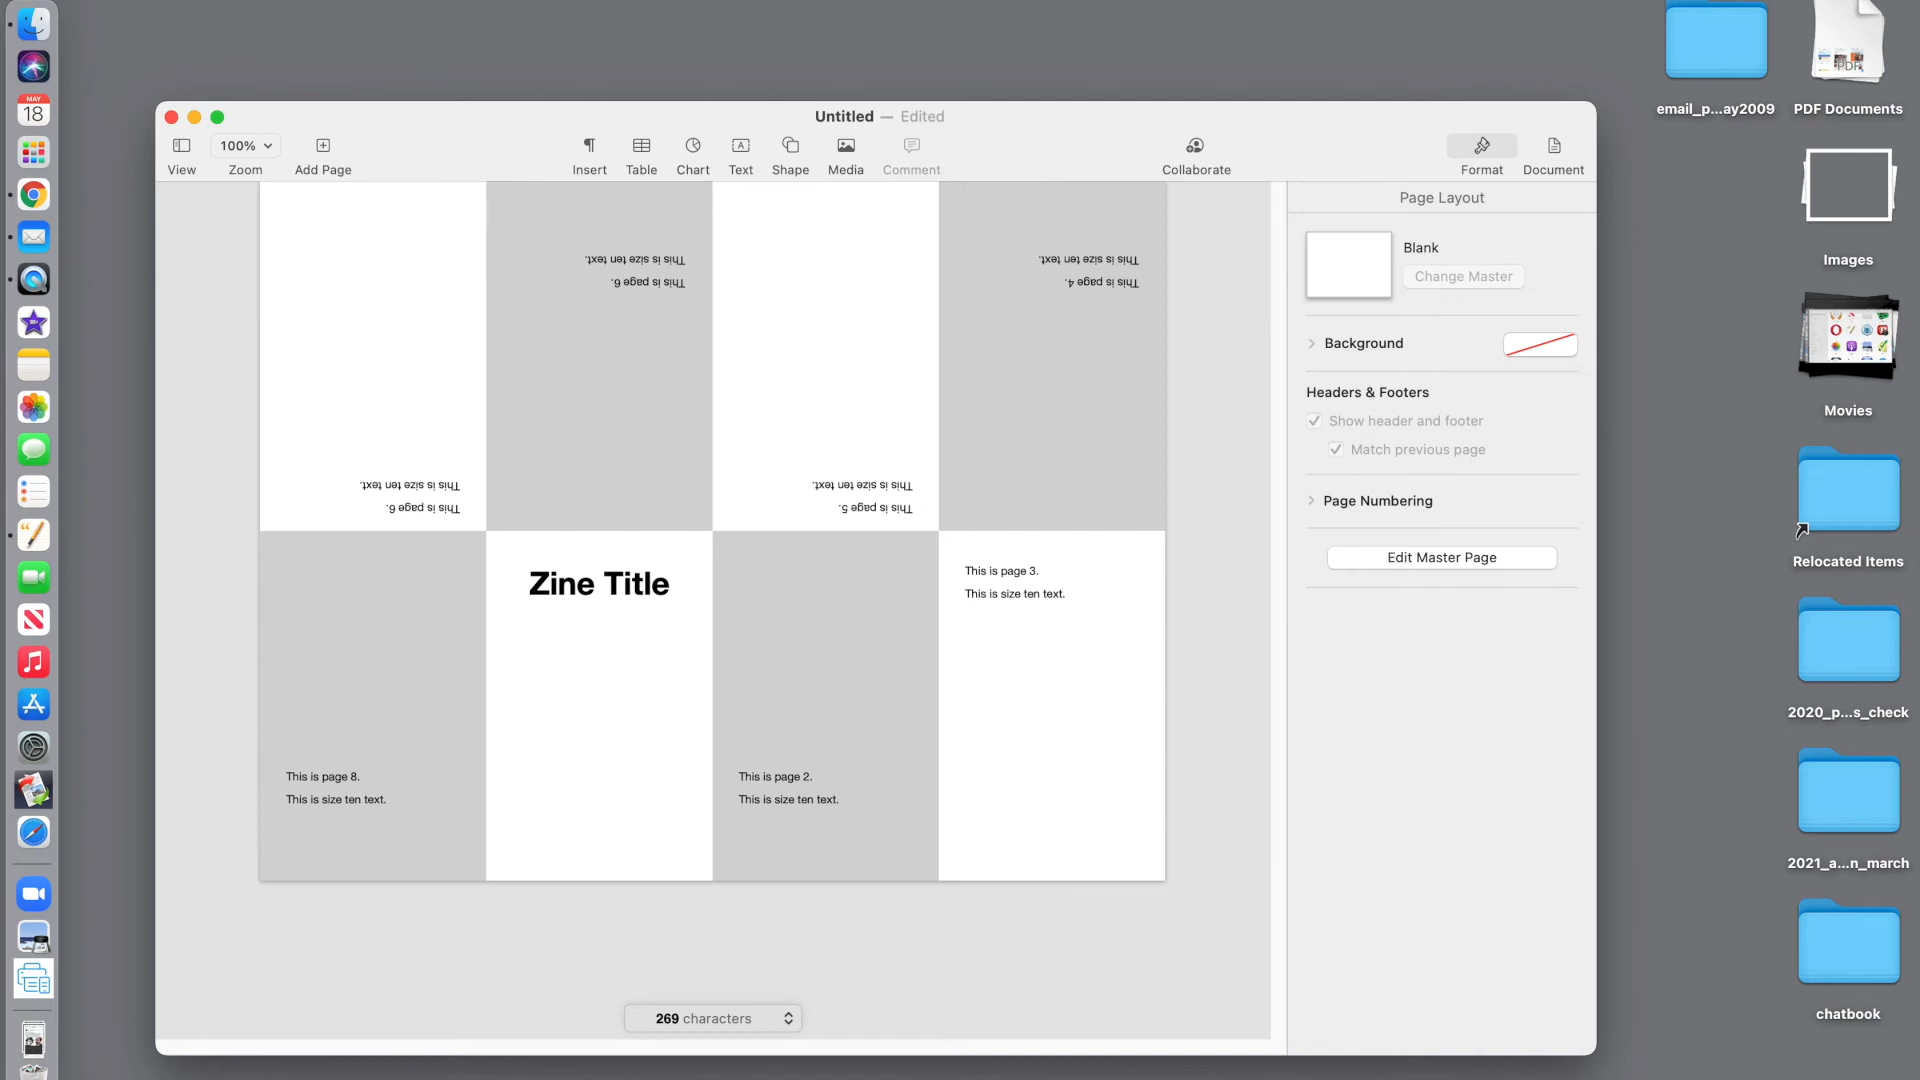 MAY
18
Untitled — Edited
100%
View
Zoom
Add Page
Insert
Table
Chart
Text
Shape
Media
Comment
Collaborate
Format
Document
This is page 6.
This is size ten text.
This is page 6.
This is size ten text.
This is page 5.
This is size ten text.
This is page 4.
This is size ten text.
This is page 8.
This is size ten text.
Zine Title
This is page 2.
This is size ten text.
This is page 3.
This is size ten text.
269 characters
Page Layout
Blank
Change Master
Background
Headers & Footers
Show header and footer
Match previous page
Page Numbering
Edit Master Page
email_p...ay2009
PDF
PDF Documents
Images
Movies
Relocated Items
2020_p...s_check
2021_a...n_march
chatbook